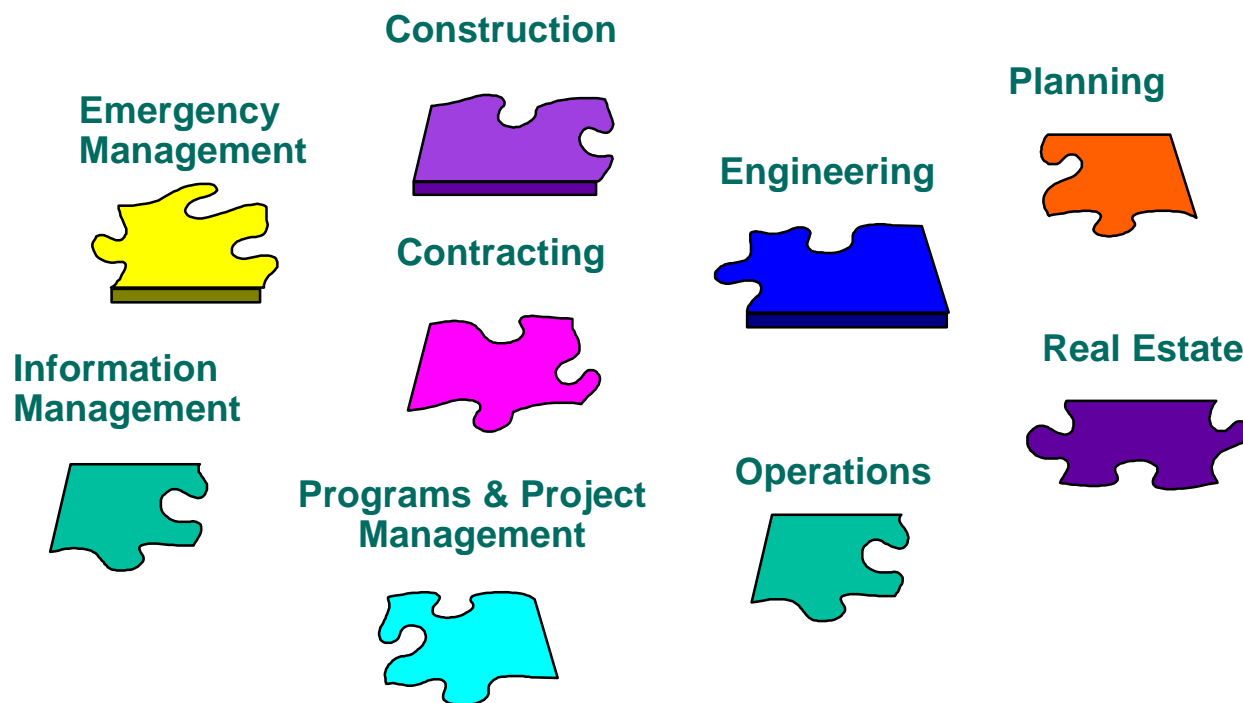 Construction
Planning
Emergency
Management
Engineering
Contracting
Real Estate
Information
Management
Operations
Programs & Project
Management